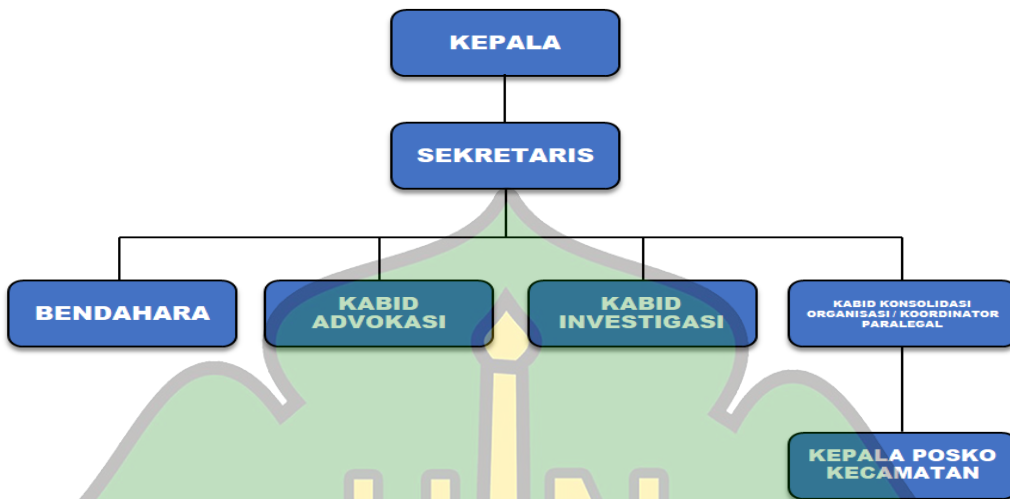 KEPALA
SEKRETARIS
BENDAHARA
KABID
ADVOKASI
KABID
INVESTIGASI
KABID KONSOLIDASI
ORGANISASI / KOORDINATOR
PARALEGAL
KEPALA POSKO
KECAMATAN